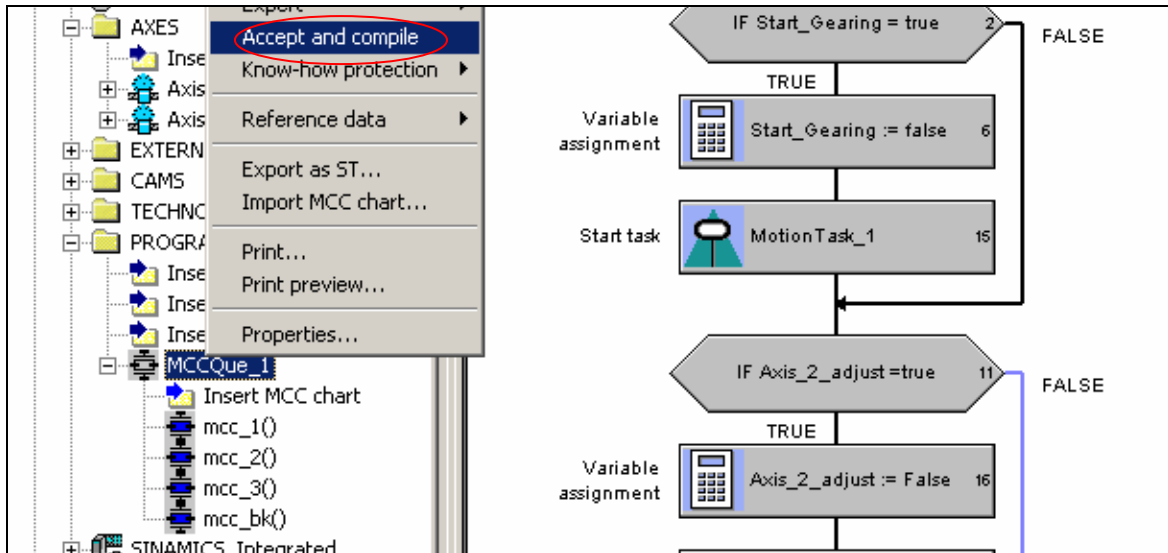 Export
AXES
Accept and compile
Inse
Know-how protection
Axis
Axis
Reference data
EXTERN
Export as ST...
CAMS
Import MCC chart...
TECHNO
PROGRA
Print...
Inse
Print preview...
Inse
Inse
Properties...
MCCQue_1
Insert MCC chart
mcc_1()
mcc_2()
mcc_3()
mcc_bk()
SINAMICS_Integrated
IF Start_Gearing = true 2
FALSE
TRUE
Variable
assignment
Start_Gearing := false 6
Start task
MotionTask_1 15
IF Axis_2_adjust =true 11
FALSE
TRUE
Variable
assignment
Axis_2_adjust := False 16